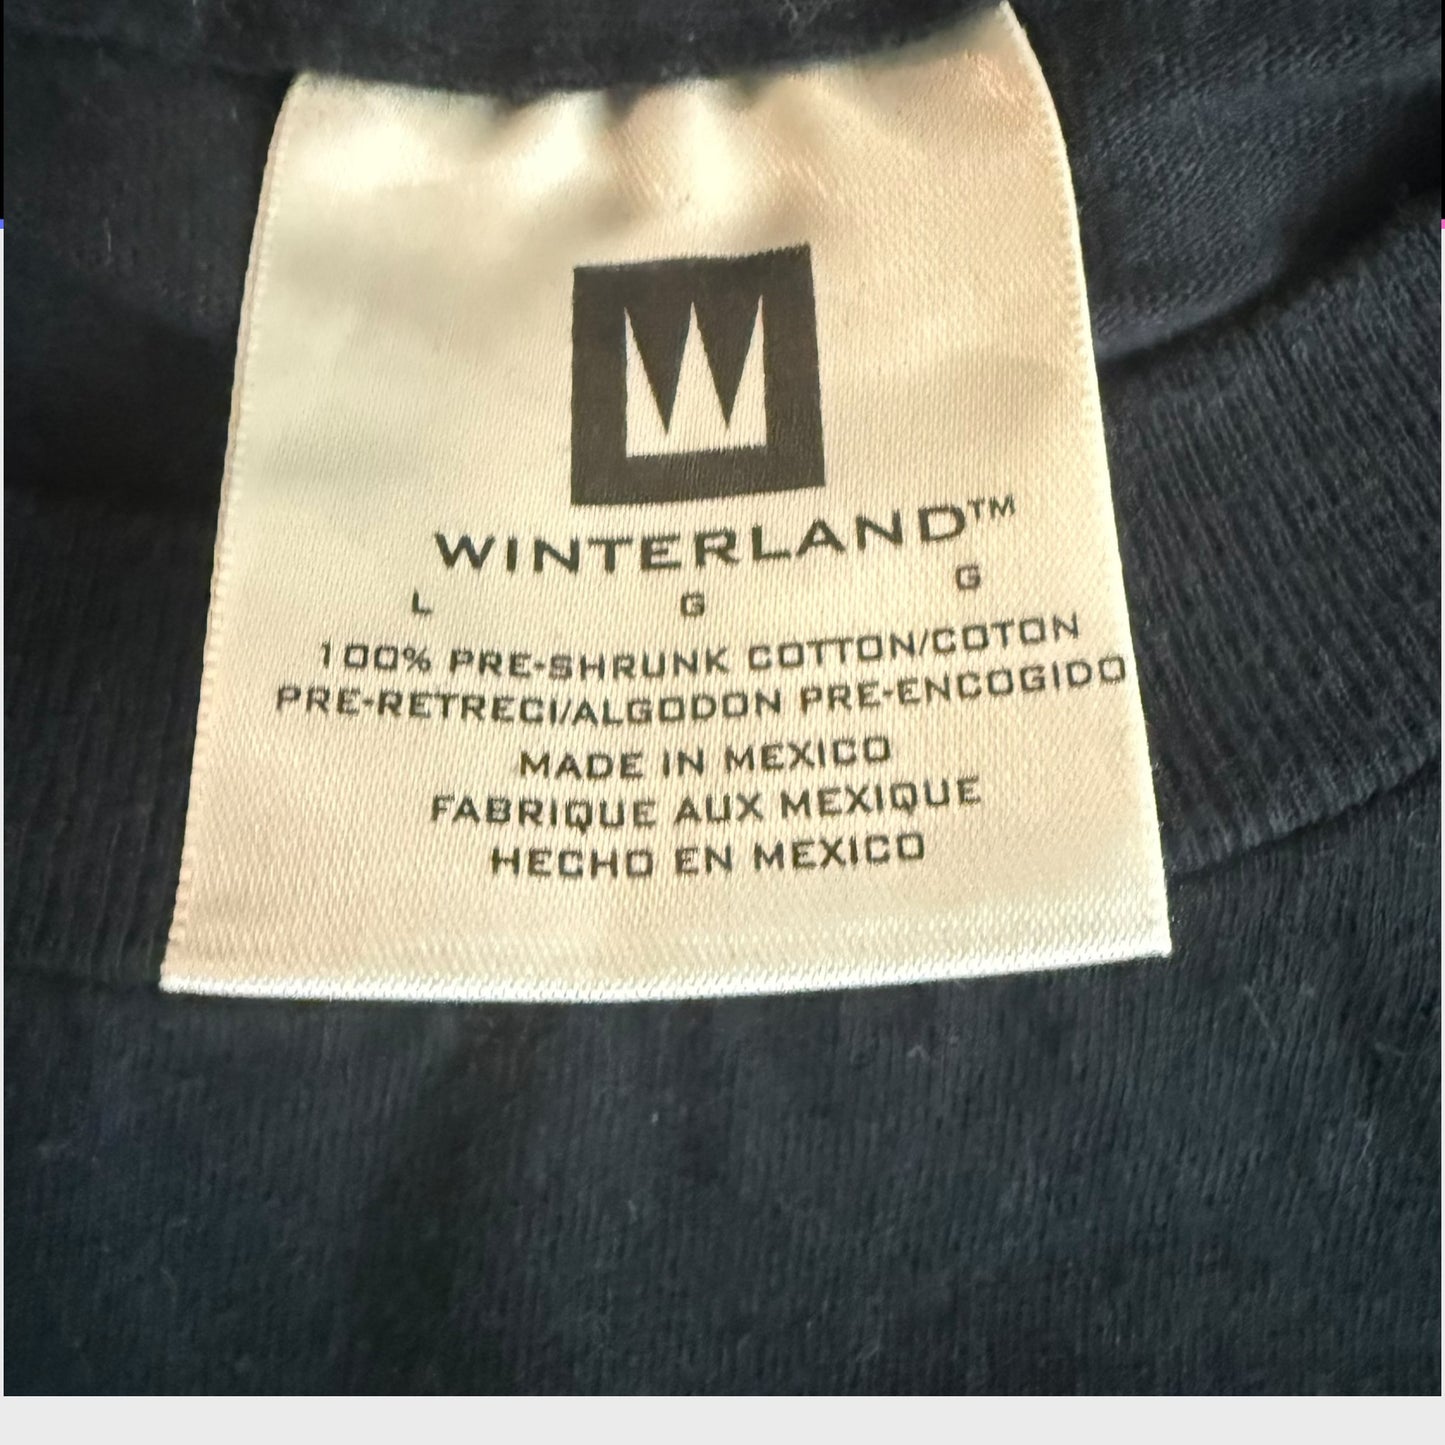 WINTERLAND™
L G G
100% PRE-SHRUNK COTTON/COTON
PRE-RETRECI/ALGODON PRE-ENCOGIDO
MADE IN MEXICO
FABRIQUE AUX MEXIQUE
HECHO EN MEXICO